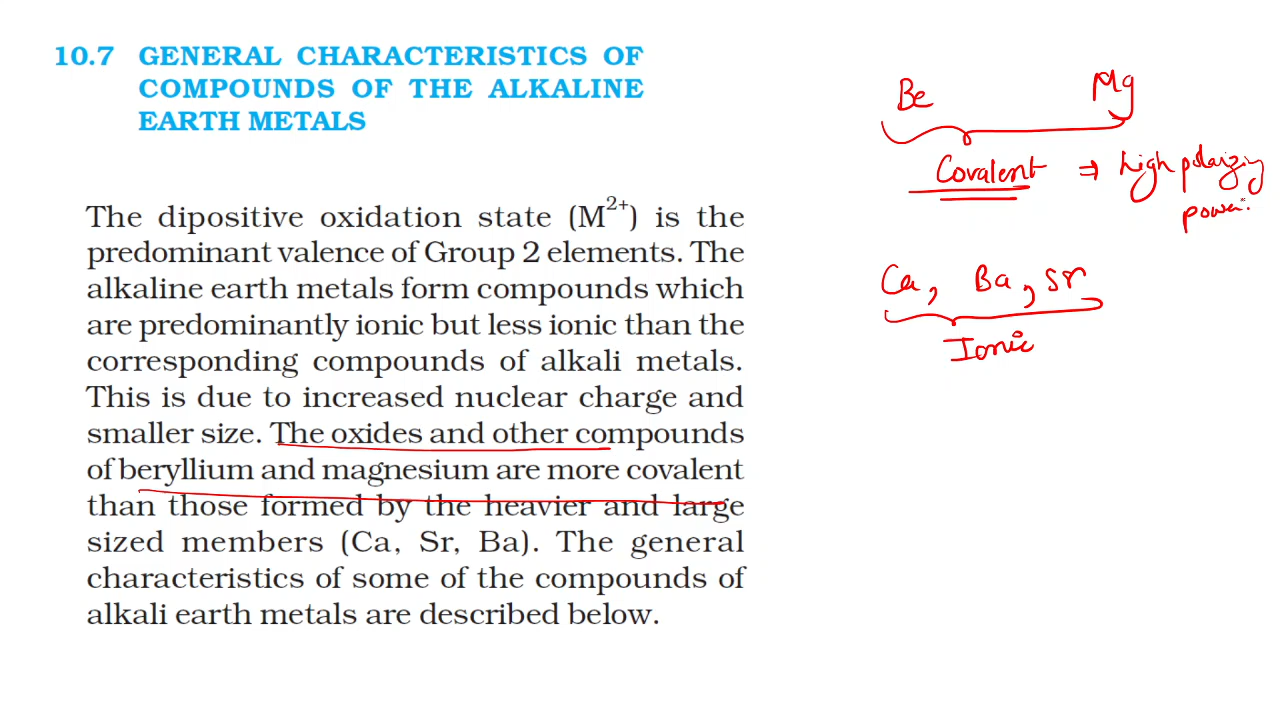 10.7 GENERAL CHARACTERISTICS OF
COMPOUNDS OF THE ALKALINE
EARTH METALS
The dipositive oxidation state (M²⁺) is the
predominant valence of Group 2 elements. The
alkaline earth metals form compounds which
are predominantly ionic but less ionic than the
corresponding compounds of alkali metals.
This is due to increased nuclear charge and
smaller size. The oxides and other compounds
of beryllium and magnesium are more covalent
than those formed by the heavier and large
sized members (Ca, Sr, Ba). The general
characteristics of some of the compounds of
alkali earth metals are described below.
Be Mg
Covalent ⇒ high polarizing
power.
Ca, Ba, Sr
Ionic